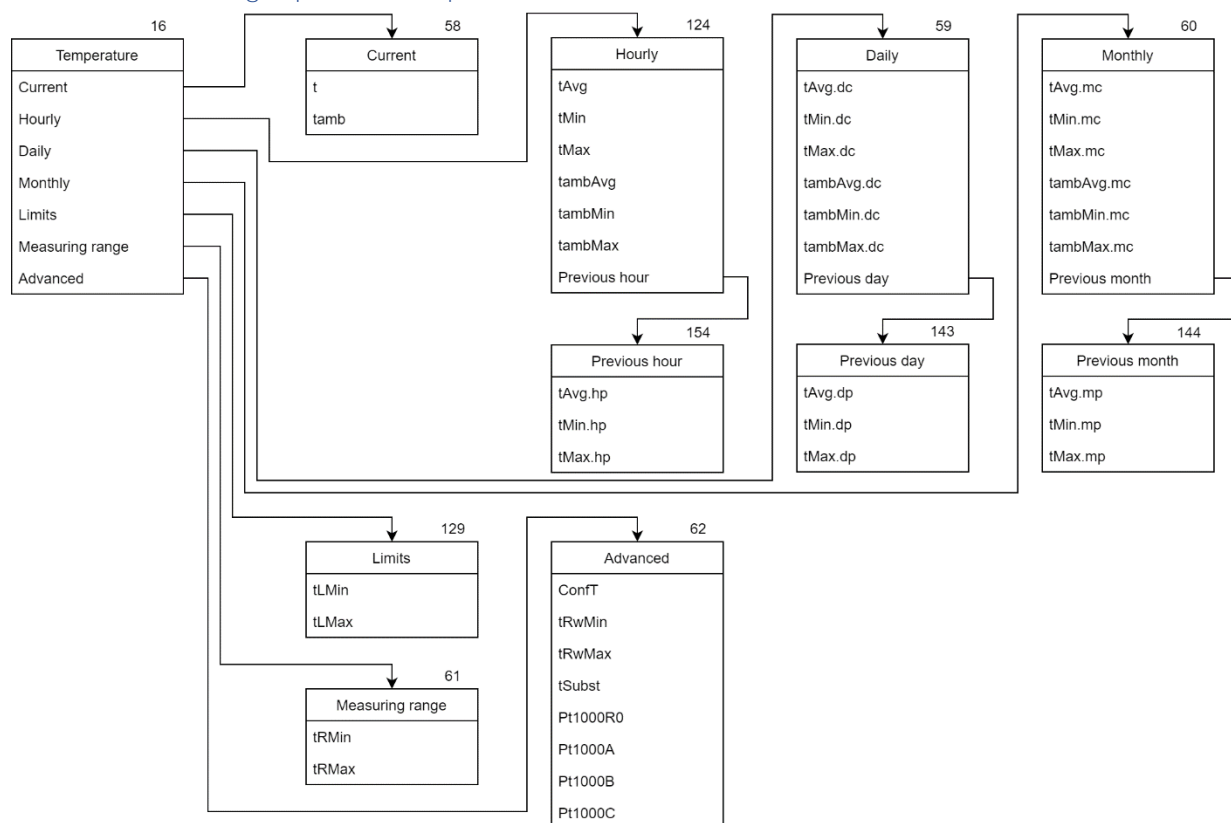 16
Temperature
Current
Hourly
Daily
Monthly
Limits
Measuring range
Advanced
58
Current
t
tamb
124
Hourly
tAvg
tMin
tMax
tambAvg
tambMin
tambMax
Previous hour
59
Daily
tAvg.dc
tMin.dc
tMax.dc
tambAvg.dc
tambMin.dc
tambMax.dc
Previous day
60
Monthly
tAvg.mc
tMin.mc
tMax.mc
tambAvg.mc
tambMin.mc
tambMax.mc
Previous month
154
Previous hour
tAvg.hp
tMin.hp
tMax.hp
143
Previous day
tAvg.dp
tMin.dp
tMax.dp
144
Previous month
tAvg.mp
tMin.mp
tMax.mp
129
Limits
tLMin
tLMax
61
Measuring range
tRMin
tRMax
62
Advanced
ConfT
tRwMin
tRwMax
tSubst
Pt1000R0
Pt1000A
Pt1000B
Pt1000C